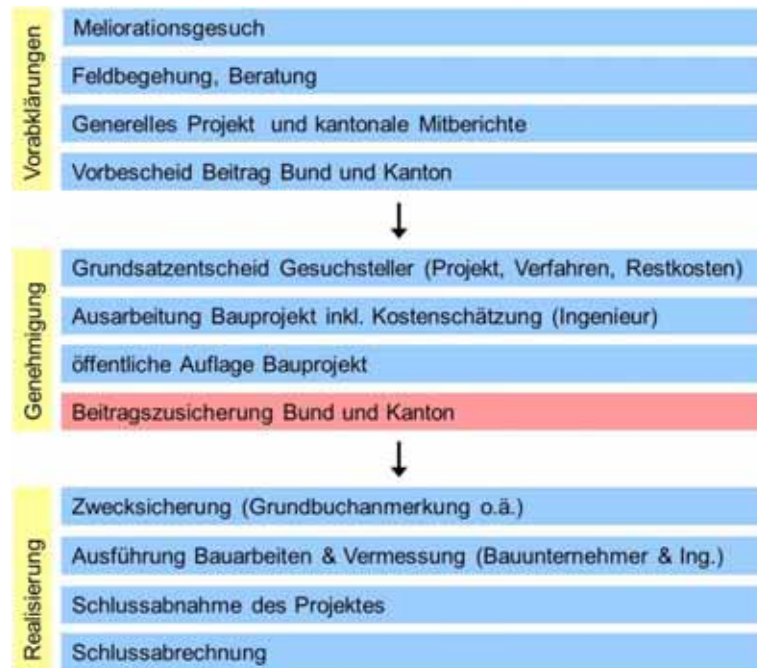 Vorabklärungen
Meliorationsgesuch
Feldbegehung, Beratung
Generelles Projekt und kantonale Mitberichte
Vorbescheid Beitrag Bund und Kanton
Genehmigung
Grundsatzentscheid Gesuchsteller (Projekt, Verfahren, Restkosten)
Ausarbeitung Bauprojekt inkl. Kostenschätzung (Ingenieur)
öffentliche Auflage Bauprojekt
Beitragszusicherung Bund und Kanton
Realisierung
Zwecksicherung (Grundbuchanmerkung o.ä.)
Ausführung Bauarbeiten & Vermessung (Bauunternehmer & Ing.)
Schlussabnahme des Projektes
Schlussabrechnung